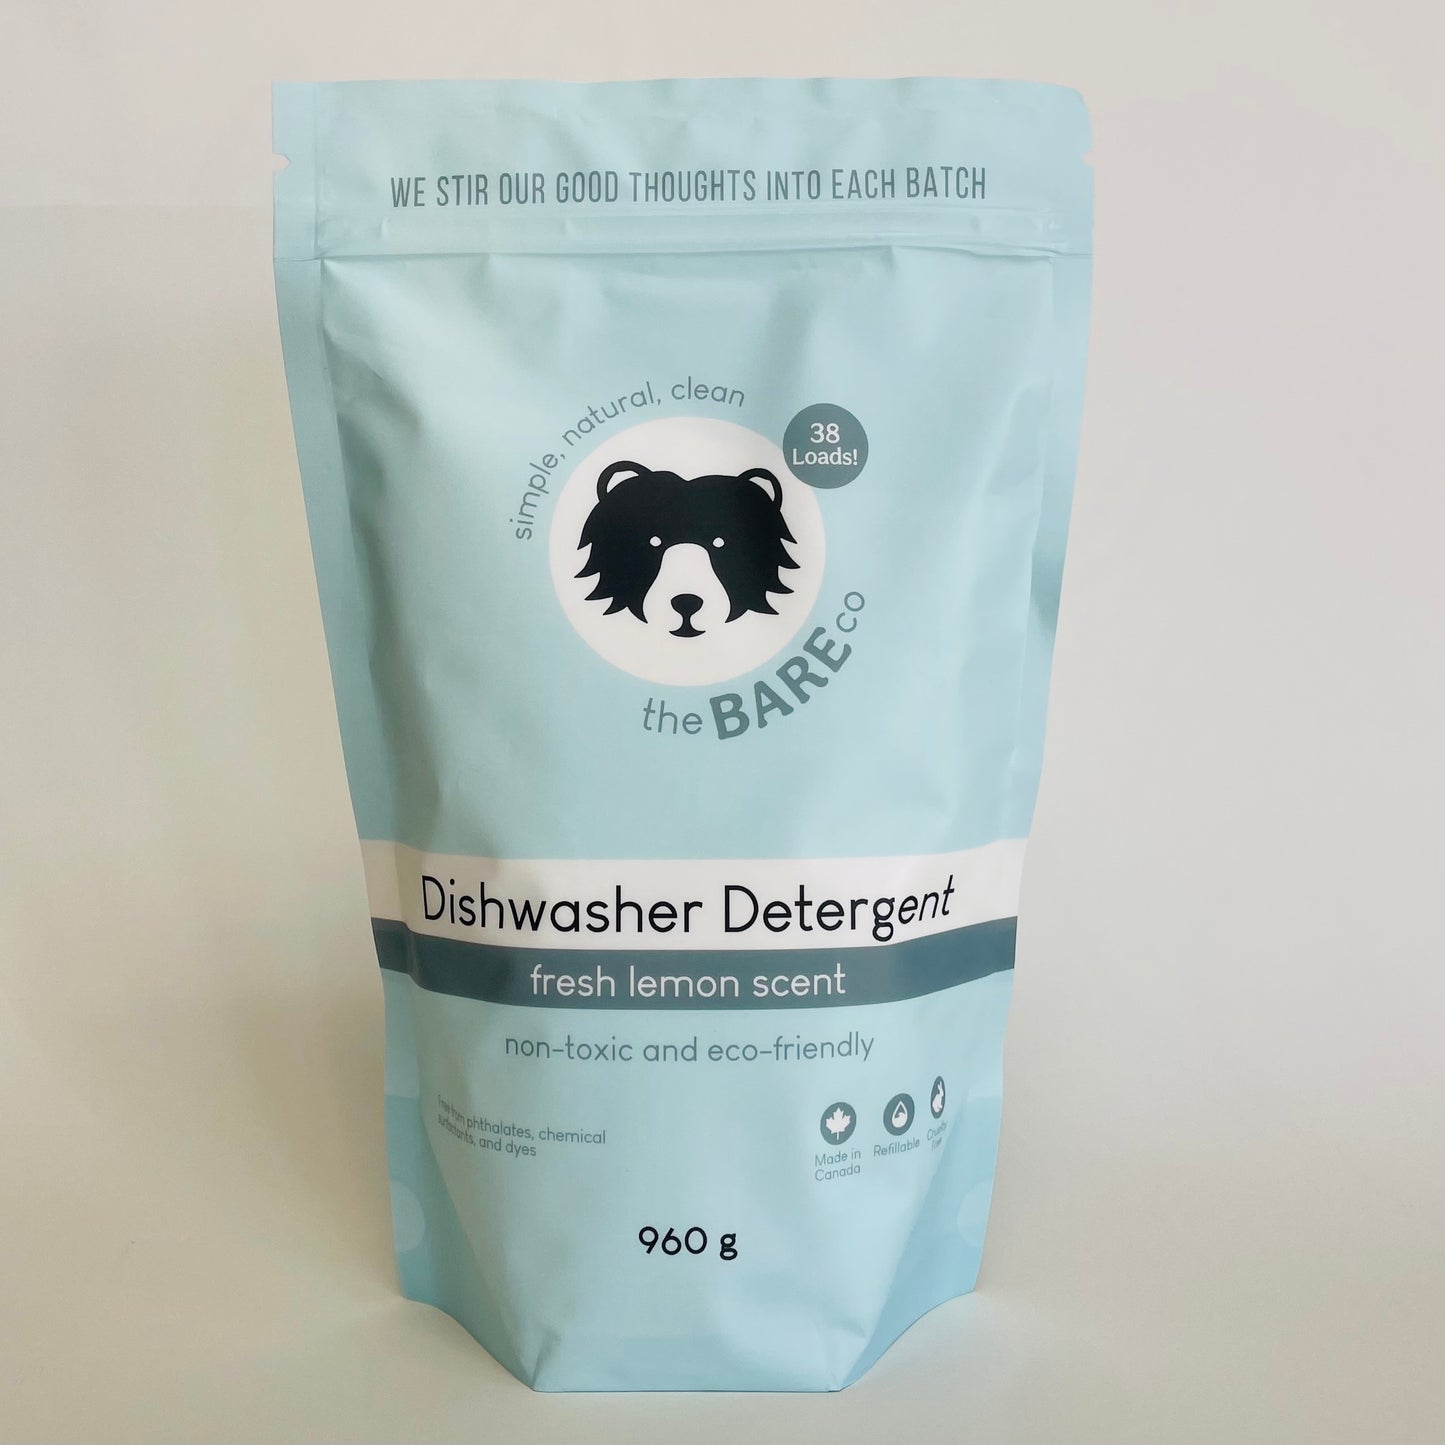 WE STIR OUR GOOD THOUGHTS INTO EACH BATCH
simple, natural, clean
38
Loads!
the BARE co
Dishwasher Detergent
fresh lemon scent
non-toxic and eco-friendly
Free from phthalates, chemical
surfactants, and dyes
Made in
Canada
Refillable
Cruelty
Free
960 g